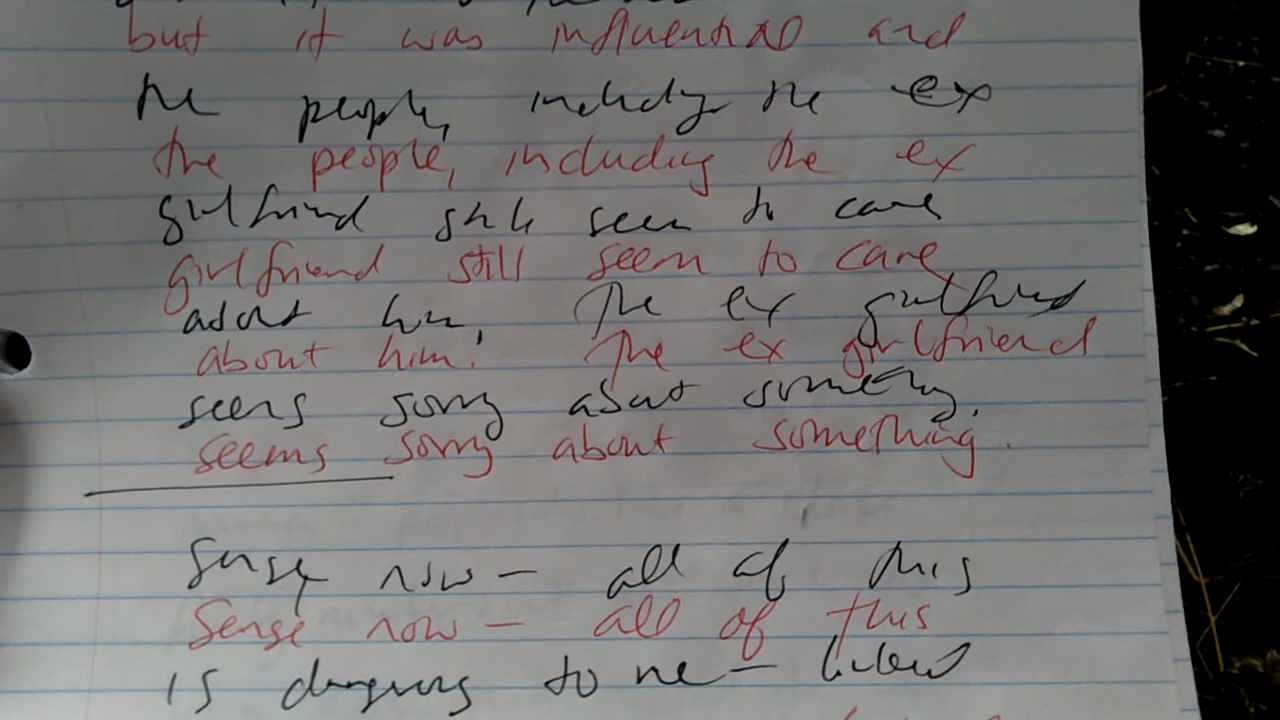 but it was influential and
the people, including the ex
the people, including the ex
girlfriend still seem to care
girlfriend still seem to care
about him. The ex girlfriend
about him. The ex girlfriend
seems sorry about something.
seems sorry about something.
Sense now - all of this
Sense now - all of this
is dangerous to me -